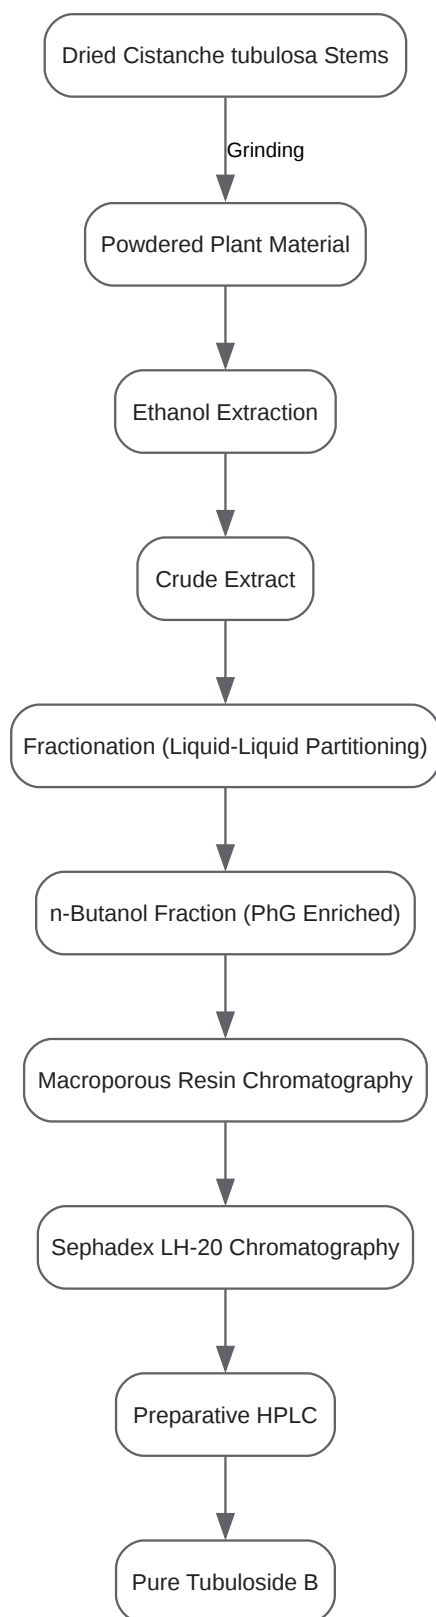 Dried Cistanche tubulosa Stems
Grinding
Powdered Plant Material
Ethanol Extraction
Crude Extract
Fractionation (Liquid-Liquid Partitioning)
n-Butanol Fraction (PhG Enriched)
Macroporous Resin Chromatography
Sephadex LH-20 Chromatography
Preparative HPLC
Pure Tubuloside B